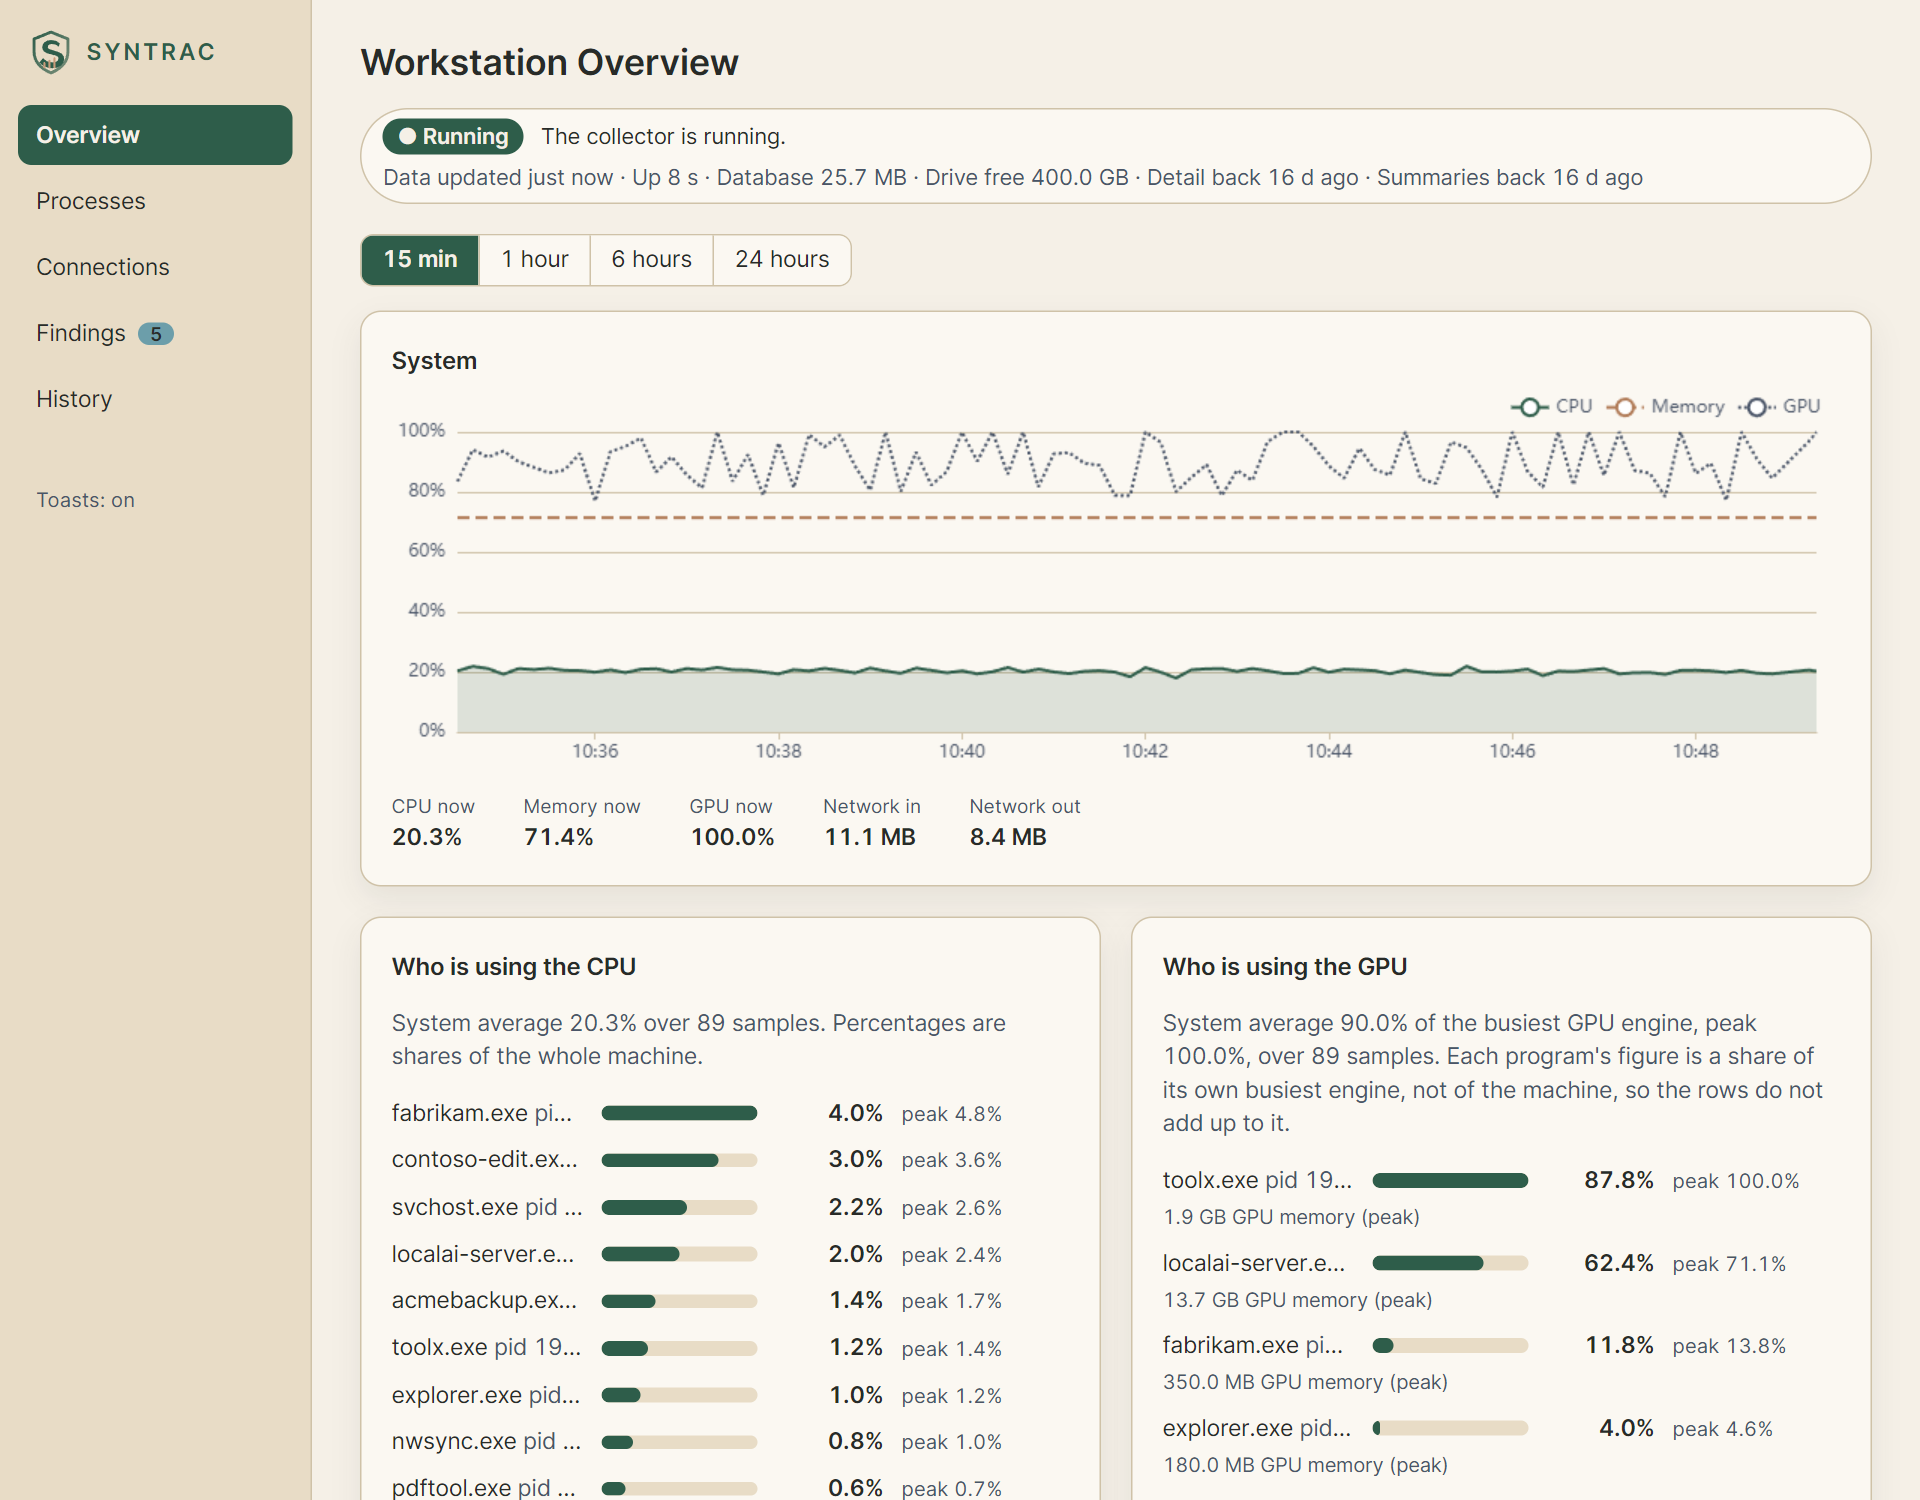 SYNTRAC
Overview
Processes
Connections
Findings 5
History
Toasts: on
Workstation Overview
Running The collector is running.
Data updated just now · Up 8 s · Database 25.7 MB · Drive free 400.0 GB · Detail back 16 d ago · Summaries back 16 d ago
15 min 1 hour 6 hours 24 hours
System
CPU Memory GPU
100%
80%
60%
40%
20%
0%
10:36 10:38 10:40 10:42 10:44 10:46 10:48
CPU now Memory now GPU now Network in Network out
20.3% 71.4% 100.0% 11.1 MB 8.4 MB
Who is using the CPU
System average 20.3% over 89 samples. Percentages are
shares of the whole machine.
fabrikam.exe pi... 4.0% peak 4.8%
contoso-edit.ex... 3.0% peak 3.6%
svchost.exe pid ... 2.2% peak 2.6%
localai-server.e... 2.0% peak 2.4%
acmebackup.ex... 1.4% peak 1.7%
toolx.exe pid 19... 1.2% peak 1.4%
explorer.exe pid... 1.0% peak 1.2%
nwsync.exe pid ... 0.8% peak 1.0%
pdftool.exe pid ... 0.6% peak 0.7%
Who is using the GPU
System average 90.0% of the busiest GPU engine, peak
100.0%, over 89 samples. Each program's figure is a share of
its own busiest engine, not of the machine, so the rows do not
add up to it.
toolx.exe pid 19... 87.8% peak 100.0%
1.9 GB GPU memory (peak)
localai-server.e... 62.4% peak 71.1%
13.7 GB GPU memory (peak)
fabrikam.exe pi... 11.8% peak 13.8%
350.0 MB GPU memory (peak)
explorer.exe pid... 4.0% peak 4.6%
180.0 MB GPU memory (peak)